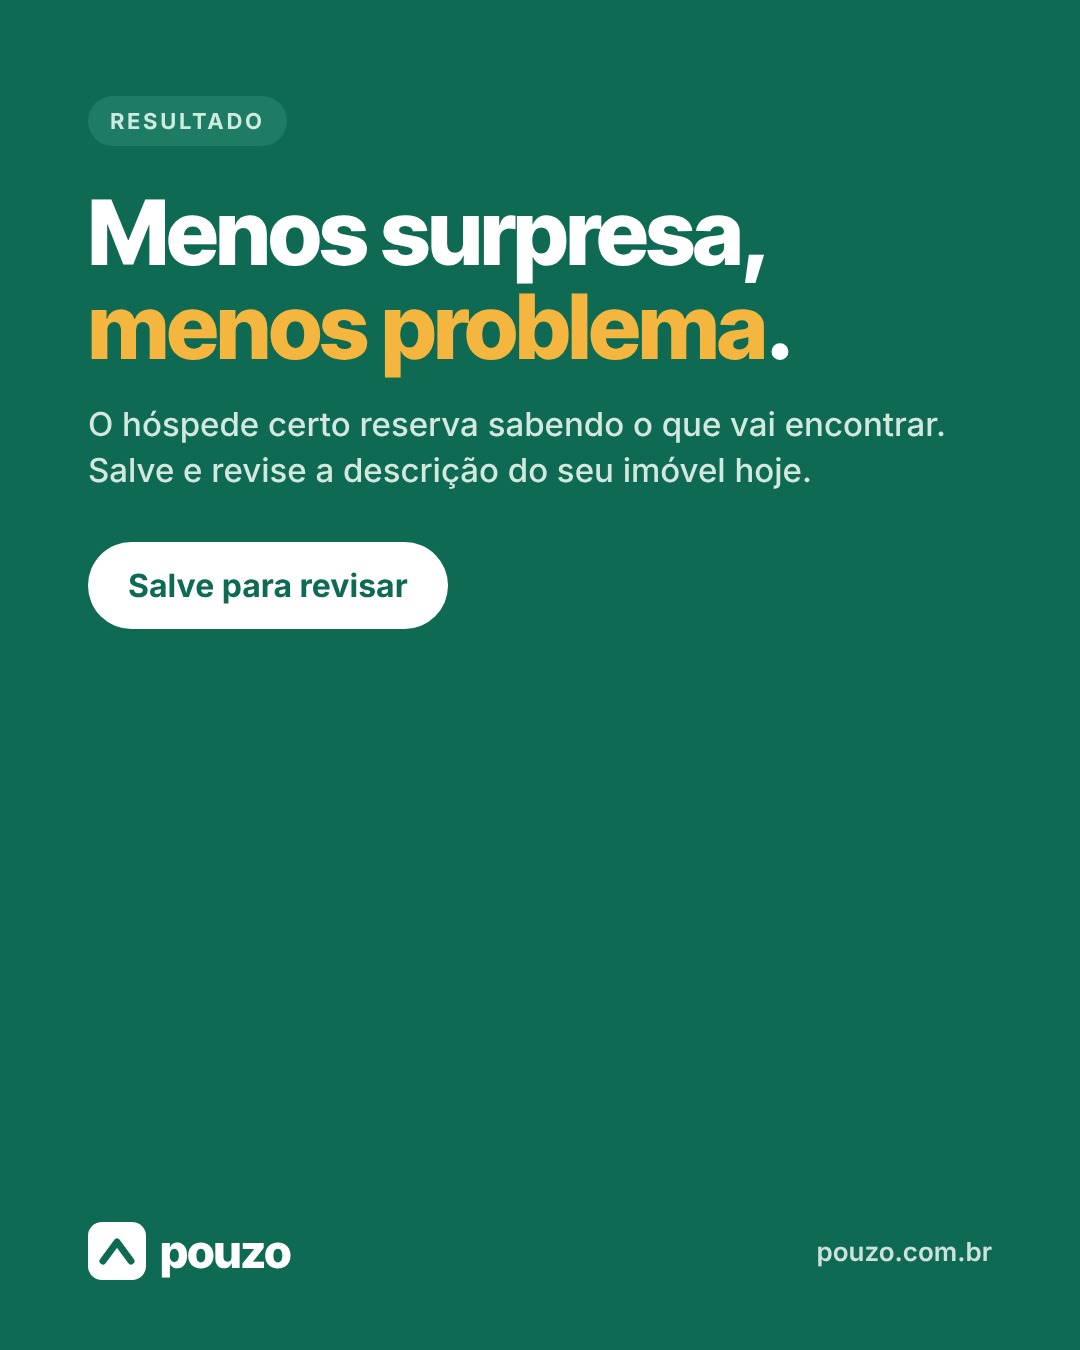 RESULTADO
Menos surpresa,
menos problema.
O hóspede certo reserva sabendo o que vai encontrar.
Salve e revise a descrição do seu imóvel hoje.
Salve para revisar
pouzo
pouzo.com.br